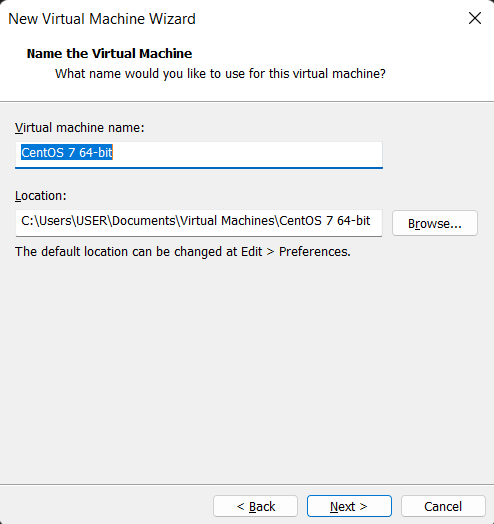 New Virtual Machine Wizard
Name the Virtual Machine
What name would you like to use for this virtual machine?
Virtual machine name:
CentOS 7 64-bit
Location:
C:\Users\USER\Documents\Virtual Machines\CentOS 7 64-bit
Browse...
The default location can be changed at Edit > Preferences.
< Back
Next >
Cancel